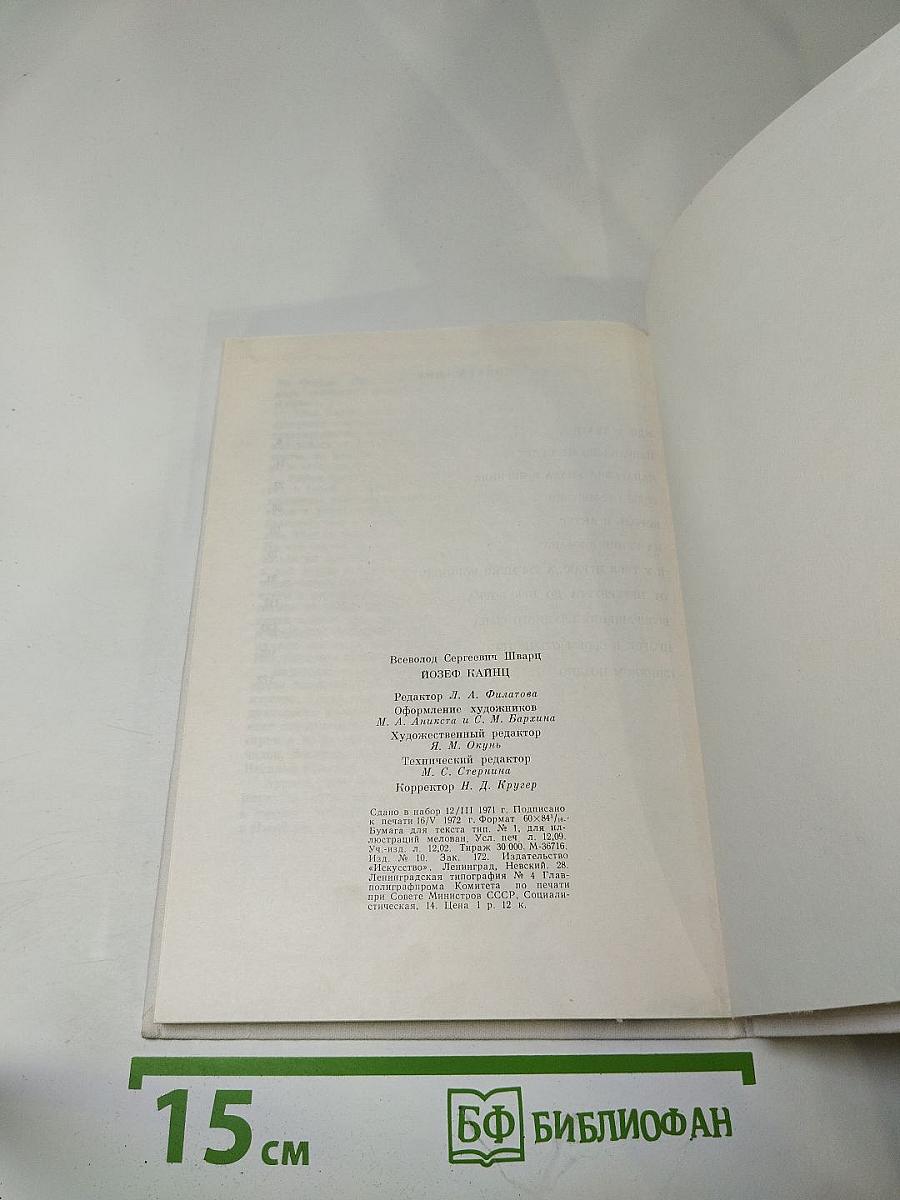 Всеволод Сергеевич Шварц
ЙОЗЕФ КАЙНЦ
Редактор Л. А. Филатова
Оформление художников
М. А. Аникста и С. М. Бархина
Художественный редактор
Я. М. Окунь
Технический редактор
М. С. Стернина
Корректор Н. Д. Кругер
Сдано в набор 12/III 1971 г. Подписано
к печати 16/V 1972 г. Формат 60×84¹/₁₆.
Бумага для текста тип. № 1, для ил-
люстраций мелован. Усл. печ л. 12,09.
Уч.-изд. л. 12,02. Тираж 30 000. М-36716.
Изд. № 10. Зак. 172. Издательство
«Искусство», Ленинград, Невский, 28.
Ленинградская типография № 4 Глав-
полиграфпрома Комитета по печати
при Совете Министров СССР, Социали-
стическая, 14. Цена 1 р. 12 к.
15 см
БФ БИБЛИОФАН